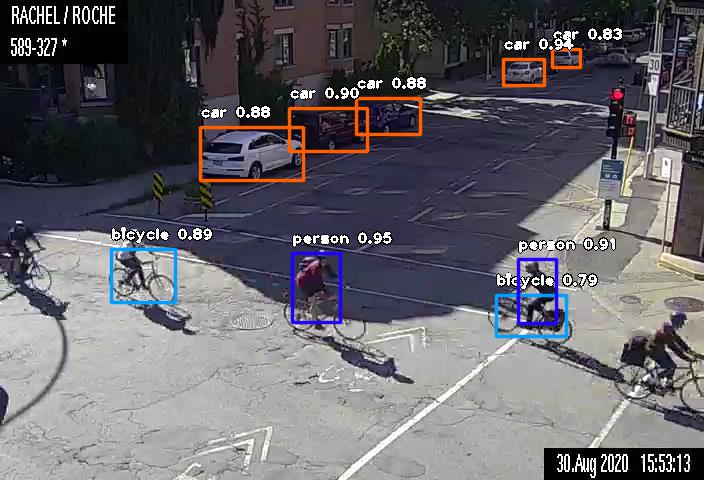 RACHEL / ROCHE
589-327 *
car 0.94
car 0.83
car 0.88
car 0.90
car 0.88
bicycle 0.89
person 0.95
person 0.91
bicycle 0.79
30.Aug 2020 15:53:13